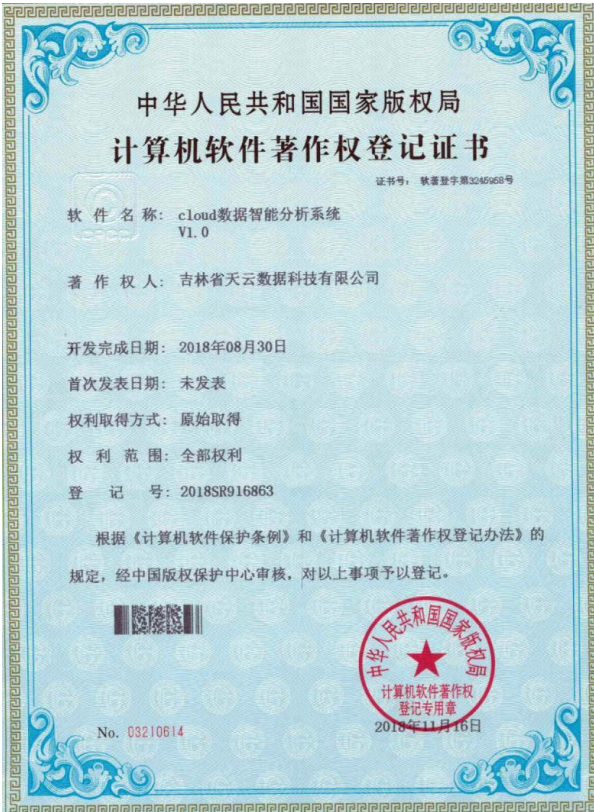 中华人民共和国国家版权局
计算机软件著作权登记证书
证书号: 软著登字第3245958号
软件名称: cloud数据智能分析系统
V1.0
著作权人: 吉林省天云数据科技有限公司
开发完成日期: 2018年08月30日
首次发表日期: 未发表
权利取得方式: 原始取得
权利范围: 全部权利
登记号: 2018SR916863
根据《计算机软件保护条例》和《计算机软件著作权登记办法》的
规定,经中国版权保护中心审核,对以上事项予以登记。
中华人民共和国国家版权局
计算机软件著作权
登记专用章
2018年11月16日
No. 03210614